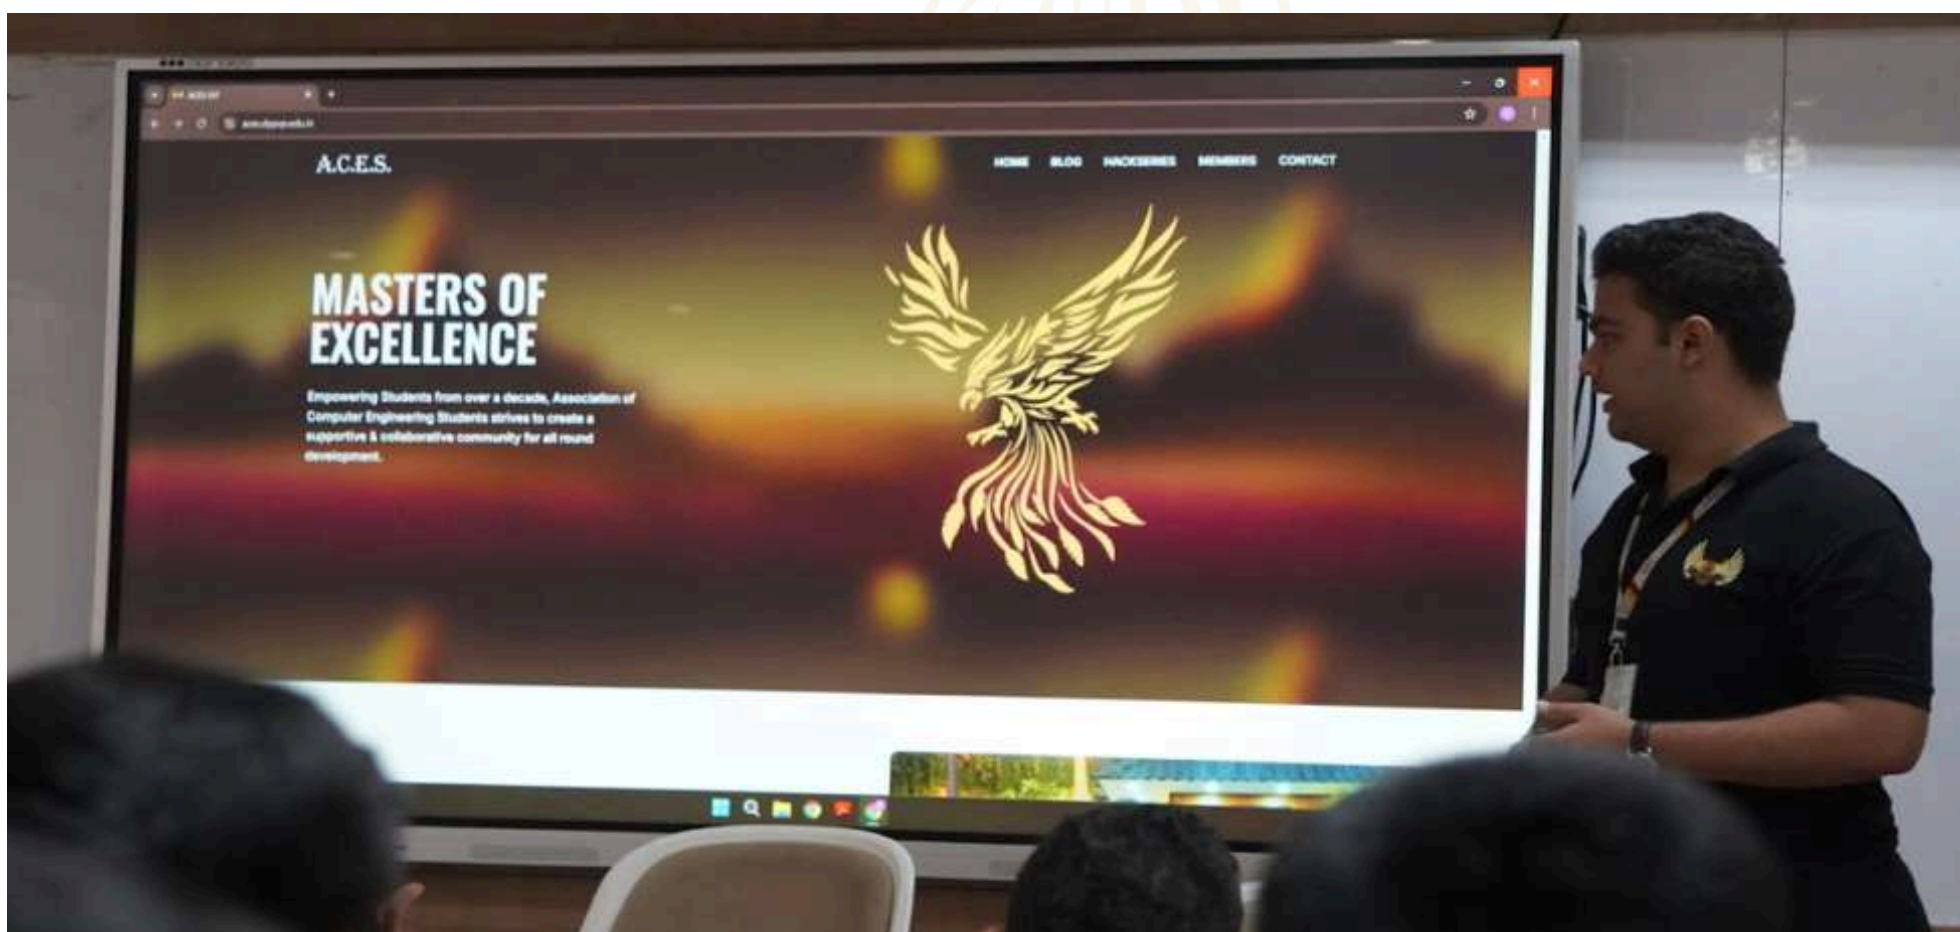 A.C.E.S.
HOME BLOG HACKSERIES MEMBERS CONTACT
MASTERS OF
EXCELLENCE
Empowering Students from over a decade, Association of
Computer Engineering Students strives to create a
supportive & collaborative community for all round
development.